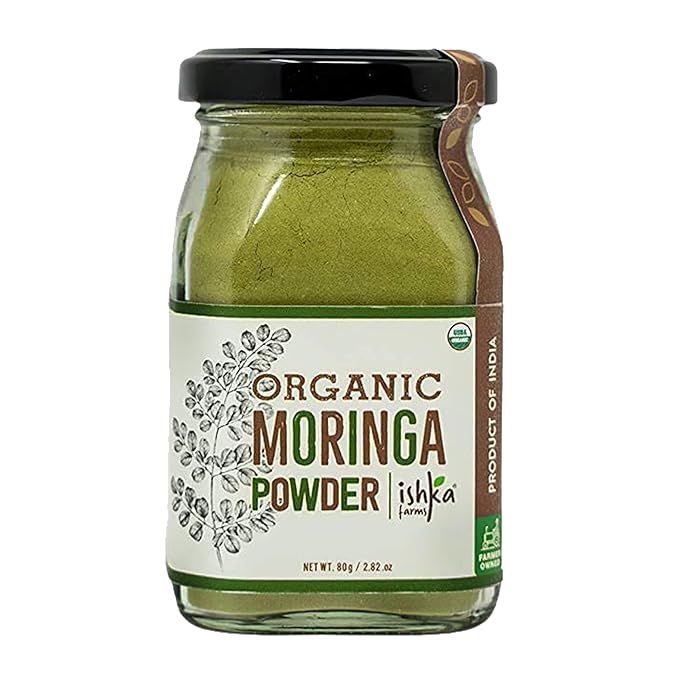 USDA
ORGANIC
ORGANIC
MORINGA
POWDER
ishka®
farms
NET WT. 80g / 2.82.oz
PRODUCT OF INDIA
FARMER
OWNED